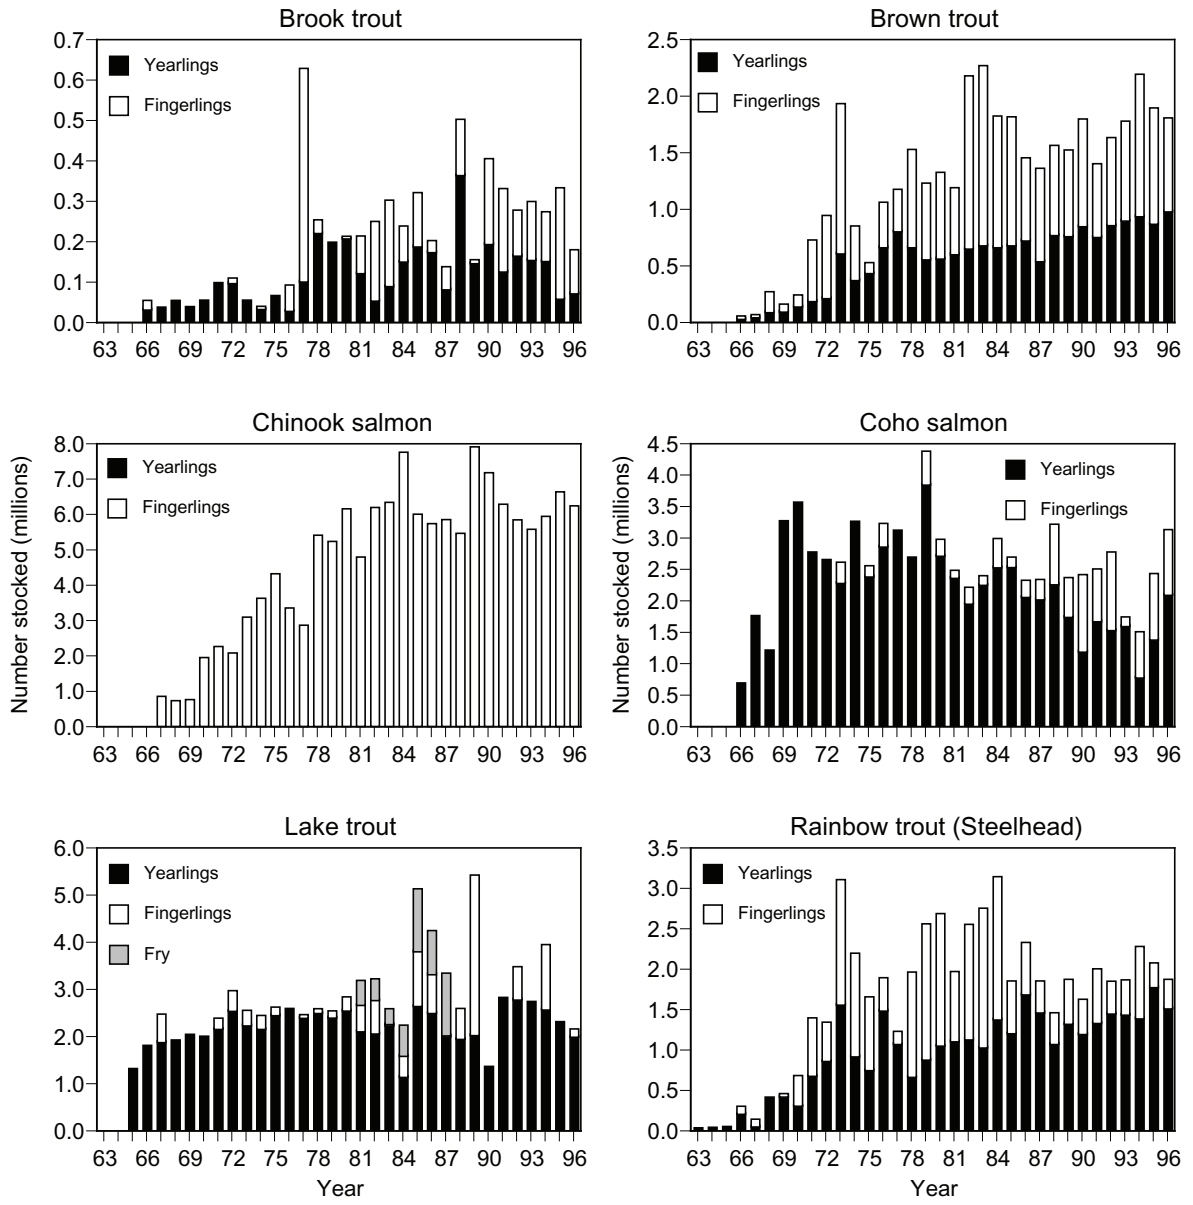 Brook trout
0.7
0.6
0.5
0.4
0.3
0.2
0.1
0.0
Yearlings
Fingerlings
63 66 69 72 75 78 81 84 87 90 93 96
Brown trout
2.5
2.0
1.5
1.0
0.5
0.0
Yearlings
Fingerlings
63 66 69 72 75 78 81 84 87 90 93 96
Chinook salmon
Number stocked (millions)
8.0
7.0
6.0
5.0
4.0
3.0
2.0
1.0
0.0
Yearlings
Fingerlings
63 66 69 72 75 78 81 84 87 90 93 96
Coho salmon
Number stocked (millions)
4.5
4.0
3.5
3.0
2.5
2.0
1.5
1.0
0.5
0.0
Yearlings
Fingerlings
63 66 69 72 75 78 81 84 87 90 93 96
Lake trout
6.0
5.0
4.0
3.0
2.0
1.0
0.0
Yearlings
Fingerlings
Fry
63 66 69 72 75 78 81 84 87 90 93 96
Year
Rainbow trout (Steelhead)
3.5
3.0
2.5
2.0
1.5
1.0
0.5
0.0
Yearlings
Fingerlings
63 66 69 72 75 78 81 84 87 90 93 96
Year